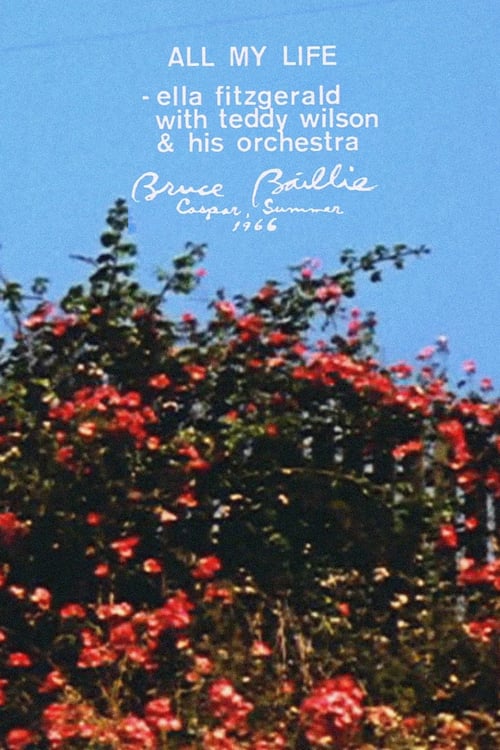 ALL MY LIFE
- ella fitzgerald
with teddy wilson
& his orchestra
Bruce Baillie
Caspar, Summer
1966